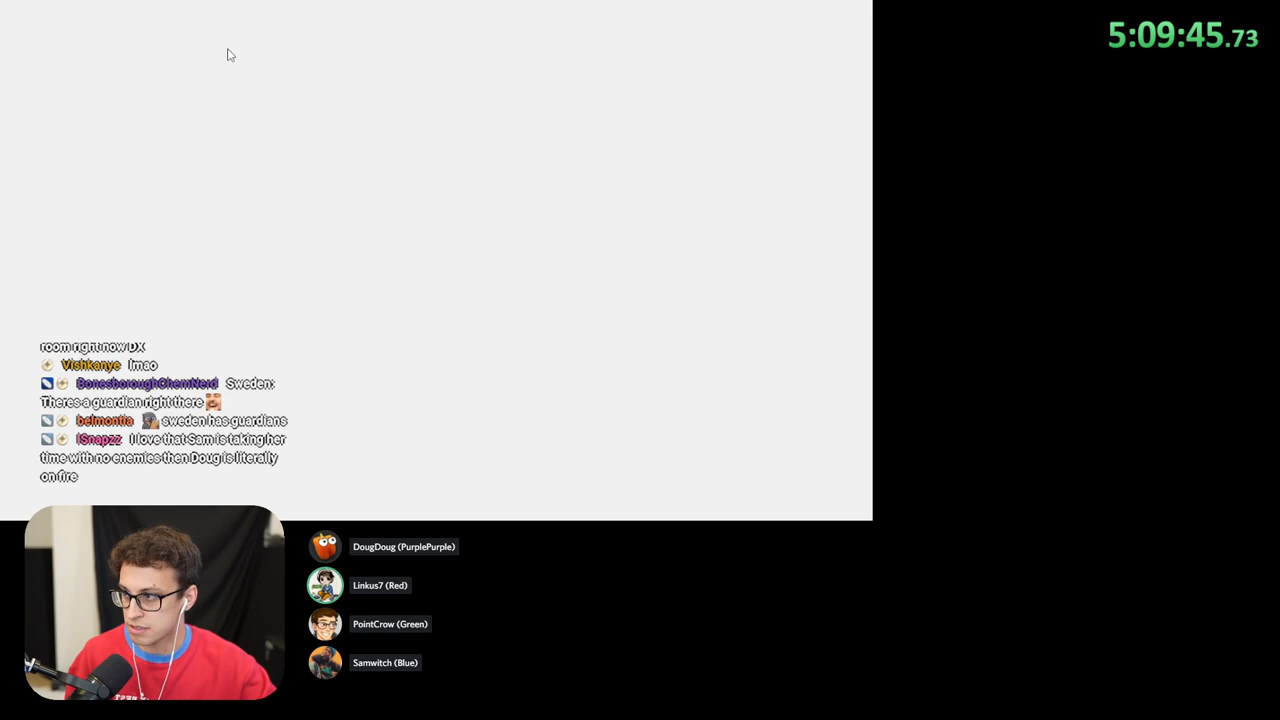 5:09:45.73
room right now DX
Vishkanye lmao
BonesboroughChemNerd Sweden:
Theres a guardian right there
belmontia sweden has guardians
iSnapzz I love that Sam is taking her
time with no enemies then Doug is literally
on fire
DougDoug (PurplePurple)
Linkus7 (Red)
PointCrow (Green)
Samwitch (Blue)